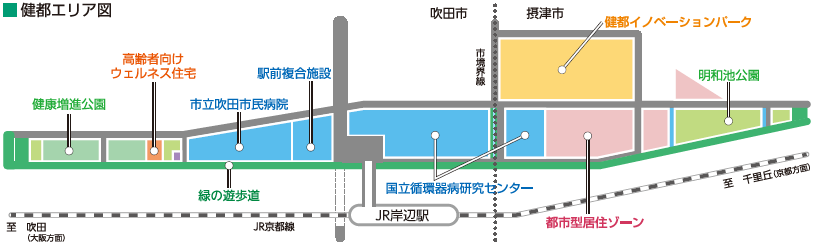 健都エリア図
吹田市
摂津市
健都イノベーションパーク
高齢者向け
ウェルネス住宅
駅前複合施設
市境界線
明和池公園
健康増進公園
市立吹田市民病院
緑の遊歩道
国立循環器病研究センター
都市型居住ゾーン
至 千里丘(京都方面)
至 吹田
(大阪方面)
JR京都線
JR岸辺駅